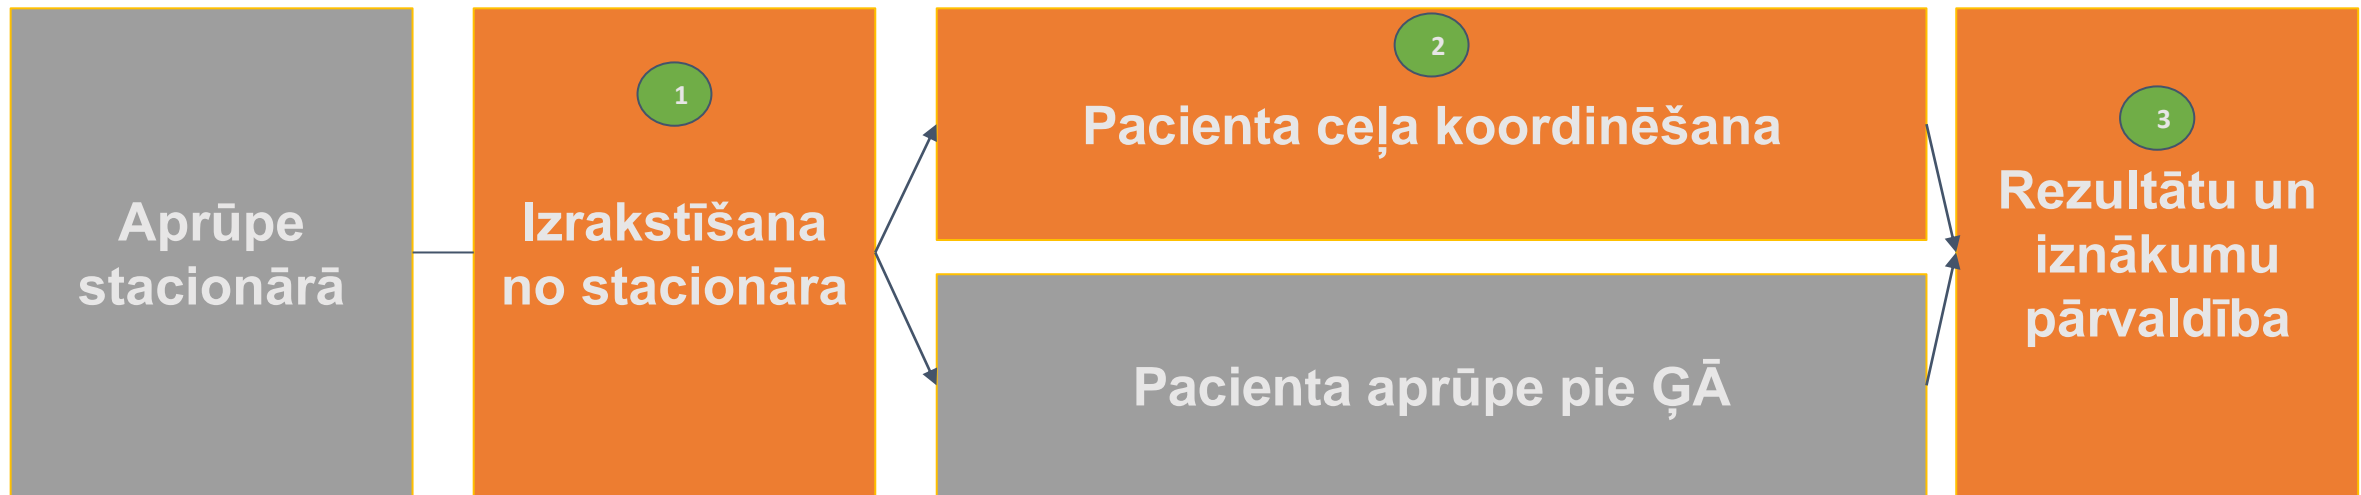 Aprūpe
stacionārā
1
Izrakstīšana
no stacionāra
2
Pacienta ceļa koordinēšana
Pacienta aprūpe pie ĢĀ
3
Rezultātu un
iznākumu
pārvaldība